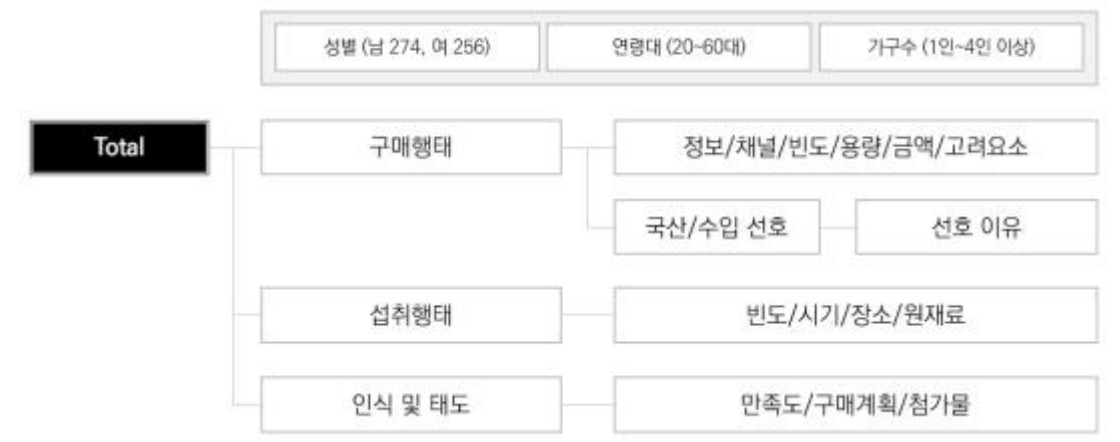 성별 (남 274, 여 256) 연령대 (20~60대) 가구수 (1인~4인 이상)
Total 구매행태 정보/채널/빈도/용량/금액/고려요소
국산/수입 선호 선호 이유
섭취행태 빈도/시기/장소/원재료
인식 및 태도 만족도/구매계획/첨가물